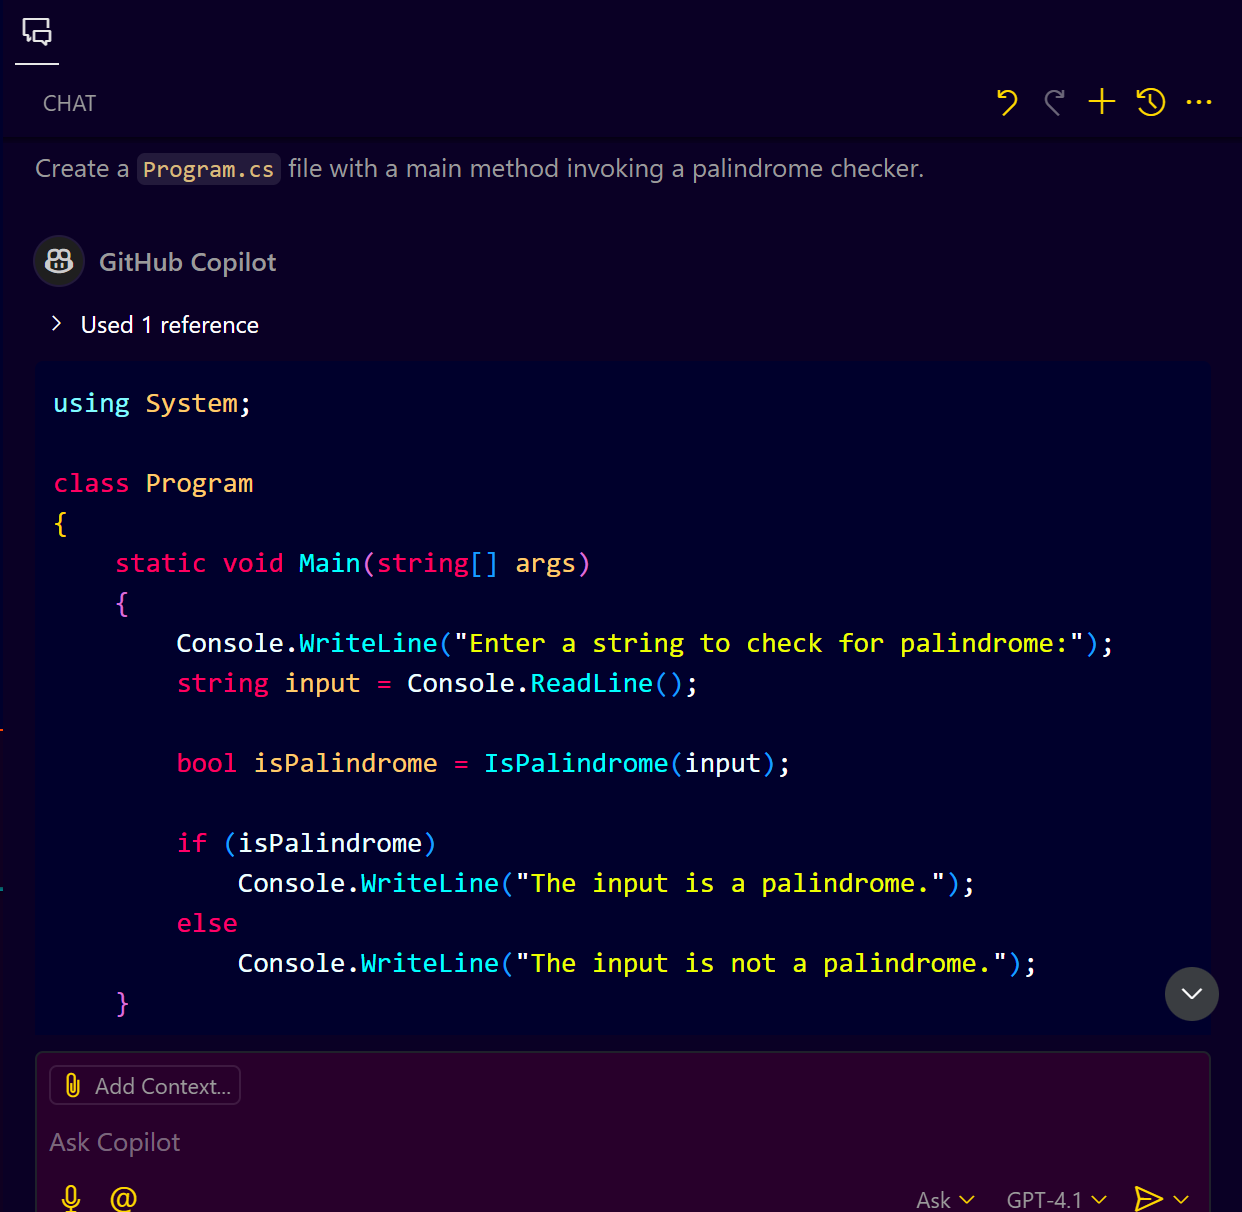 CHAT
Create a Program.cs file with a main method invoking a palindrome checker.
GitHub Copilot
Used 1 reference
using System;
class Program
{
static void Main(string[] args)
{
Console.WriteLine("Enter a string to check for palindrome:");
string input = Console.ReadLine();
bool isPalindrome = IsPalindrome(input);
if (isPalindrome)
Console.WriteLine("The input is a palindrome.");
else
Console.WriteLine("The input is not a palindrome.");
}
Add Context...
Ask Copilot
@ Ask GPT-4.1